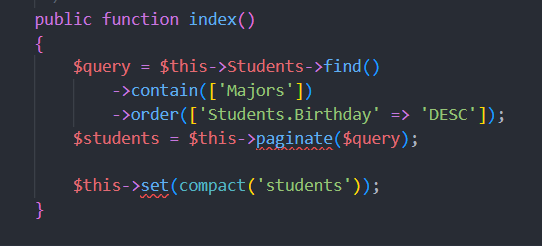 public function index()
{
$query = $this->Students->find()
->contain(['Majors'])
->order(['Students.Birthday' => 'DESC']);
$students = $this->paginate($query);
$this->set(compact('students'));
}